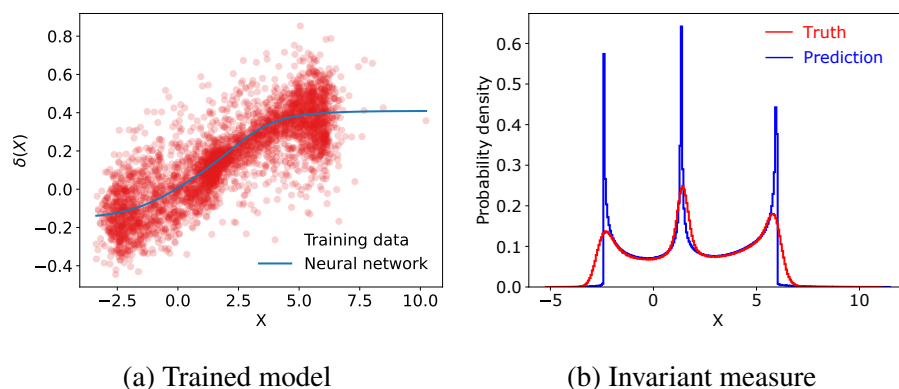 0.8
0.6
0.4
0.2
0.0
−0.2
−0.4
δ(X)
−2.5 0.0 2.5 5.0 7.5 10.0
X
Training data
Neural network
(a) Trained model
0.6
0.5
0.4
0.3
0.2
0.1
0.0
Probability density
−5 0 5 10
X
Truth
Prediction
(b) Invariant measure